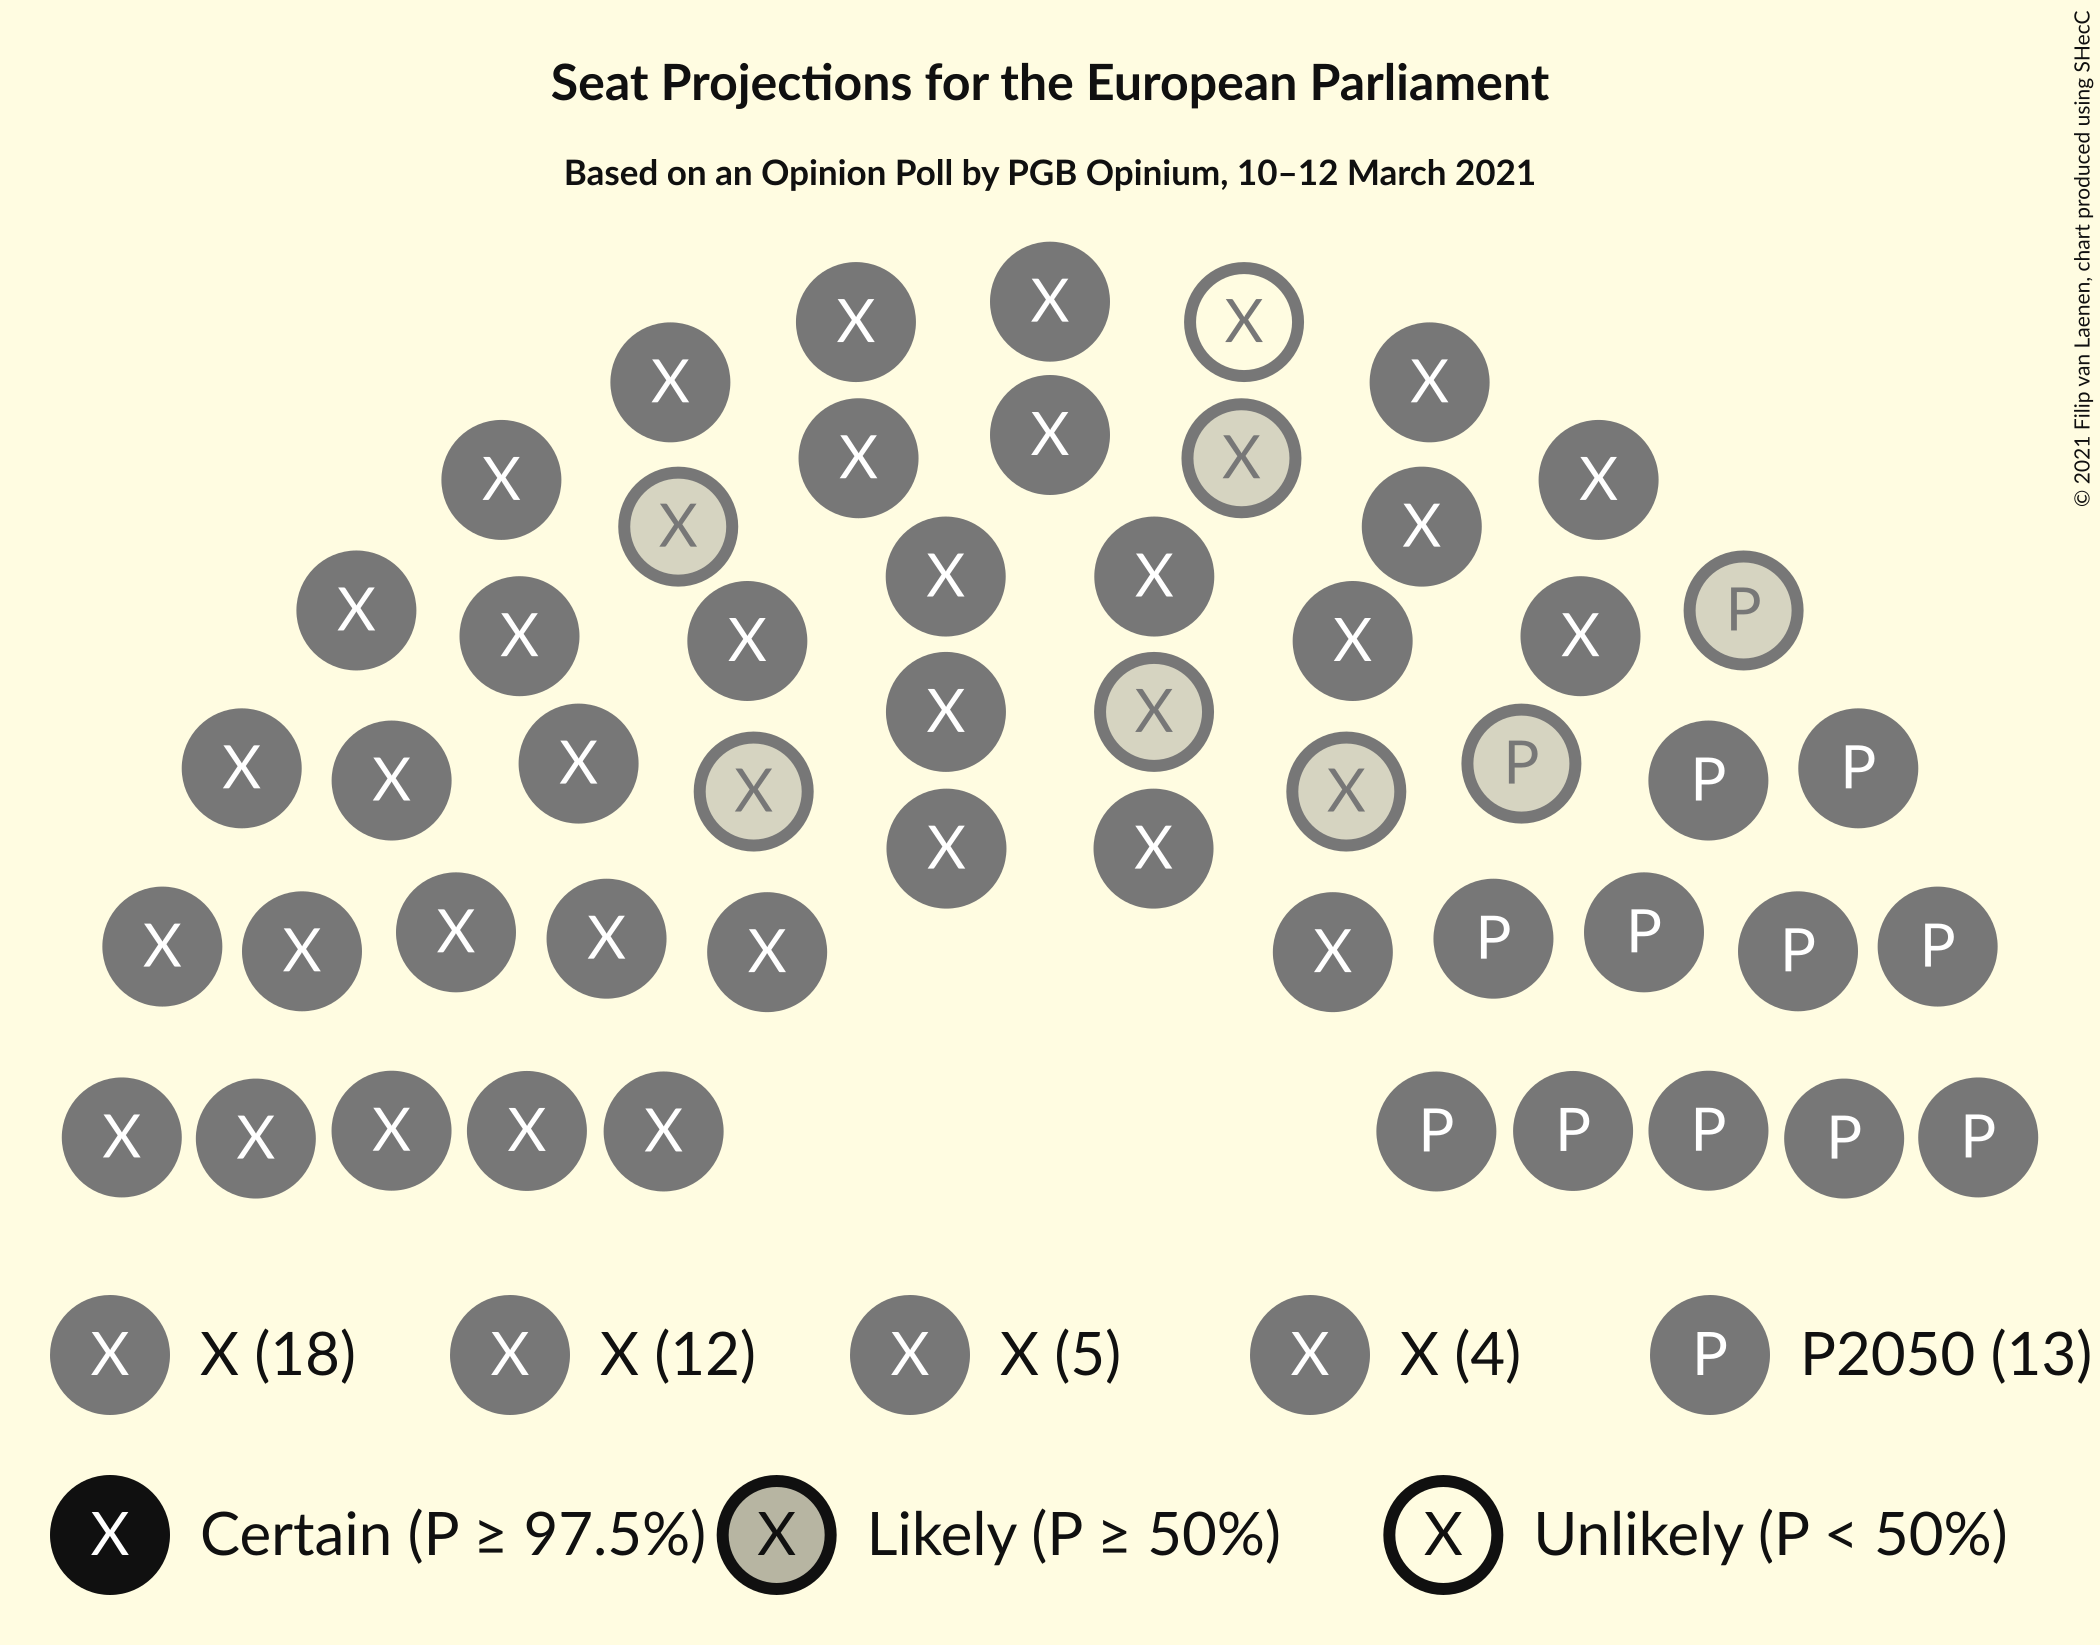 Seat Projections for the European Parliament
Based on an Opinion Poll by PGB Opinium, 10–12 March 2021
© 2021 Filip van Laenen, chart produced using SHecC
X X X
X X
X X X X
X X X X
X X
X X X X
X P
X X X X
X X X P
X X P P
X X X X
X X
X X P P
X X X P P
X X X
X X X X X P P P P P
X X (18) X X (12) X X (5) X X (4) P P2050 (13)
X Certain (P ≥ 97.5%) X Likely (P ≥ 50%) X Unlikely (P < 50%)